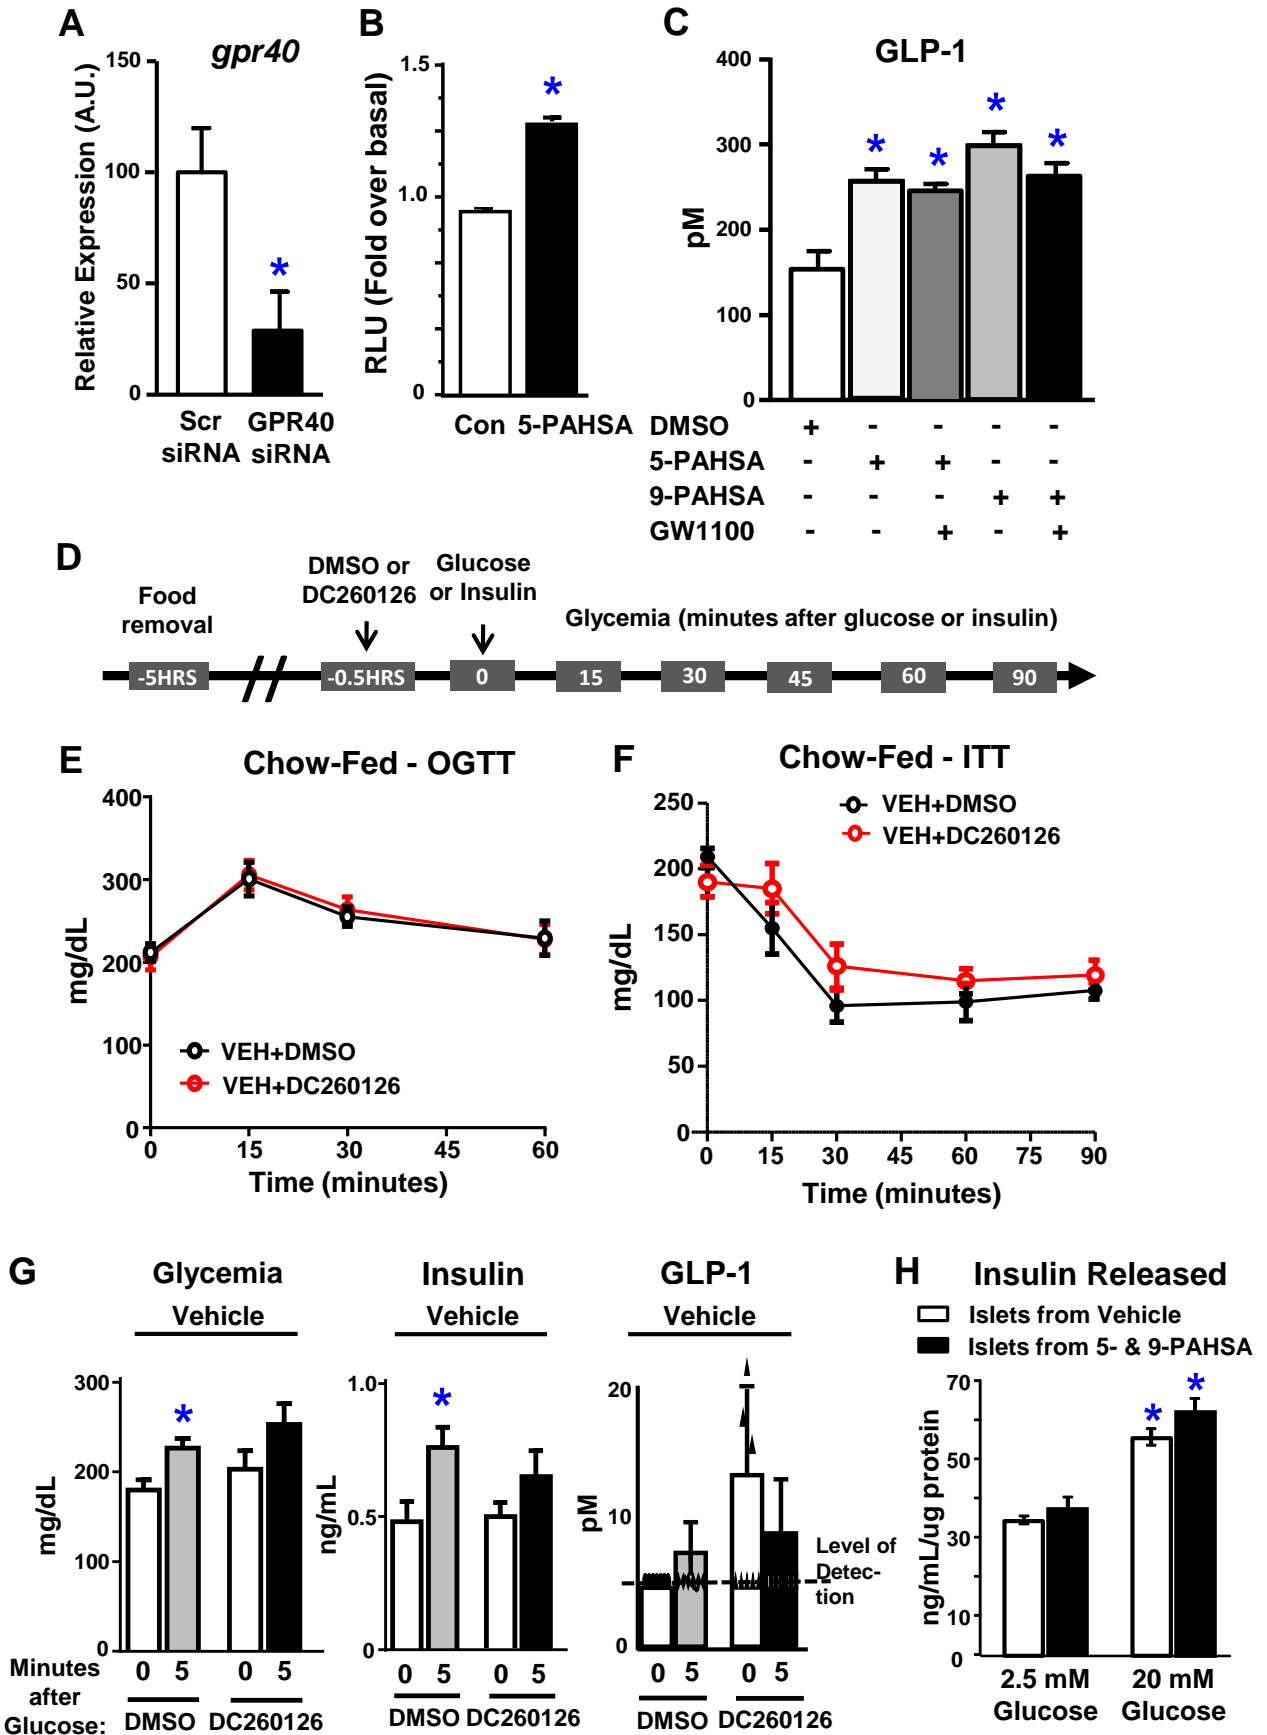 A
gpr40
150
100
50
0
Relative Expression (A.U.)
*
Scr
siRNA
GPR40
siRNA
B
1.5
1.0
0
RLU (Fold over basal)
*
Con
5-PAHSA
C
GLP-1
400
300
200
100
0
pM
* * * *
DMSO + - - - -
5-PAHSA - + + - -
9-PAHSA - - - + +
GW1100 - - + - +
D
Food
removal
DMSO or
DC260126
Glucose
or Insulin
Glycemia (minutes after glucose or insulin)
-5HRS -0.5HRS 0 15 30 45 60 90
E
Chow-Fed - OGTT
400
300
200
100
0
mg/dL
VEH+DMSO
VEH+DC260126
0 15 30 45 60
Time (minutes)
F
Chow-Fed - ITT
250
200
150
100
50
0
mg/dL
VEH+DMSO
VEH+DC260126
0 15 30 45 60 75 90
Time (minutes)
G
Glycemia
Vehicle
300
200
100
0
mg/dL
*
Minutes
after
Glucose:
0 5 0 5
DMSO DC260126
Insulin
Vehicle
1.0
0.5
0
ng/mL
*
0 5 0 5
DMSO DC260126
GLP-1
Vehicle
20
10
0
pM
Level of
Detec-
tion
0 5 0 5
DMSO DC260126
H
Insulin Released
Islets from Vehicle
Islets from 5- & 9-PAHSA
70
50
30
10
0
ng/mL/ug protein
* *
2.5 mM
Glucose
20 mM
Glucose